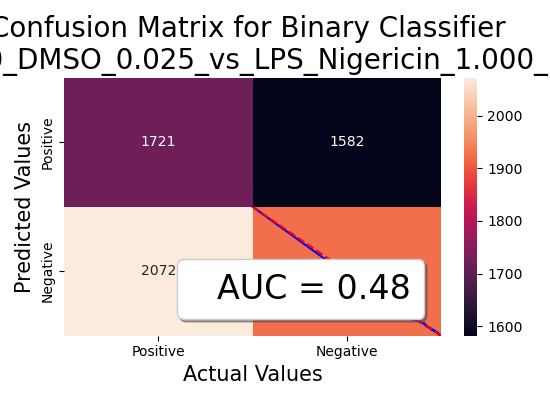 Confusion Matrix for Binary Classifier
0_DMSO_0.025_vs_LPS_Nigericin_1.000_
Predicted Values
Positive
Negative
1721
1582
2072
AUC = 0.48
Positive
Negative
Actual Values
2000
1900
1800
1700
1600